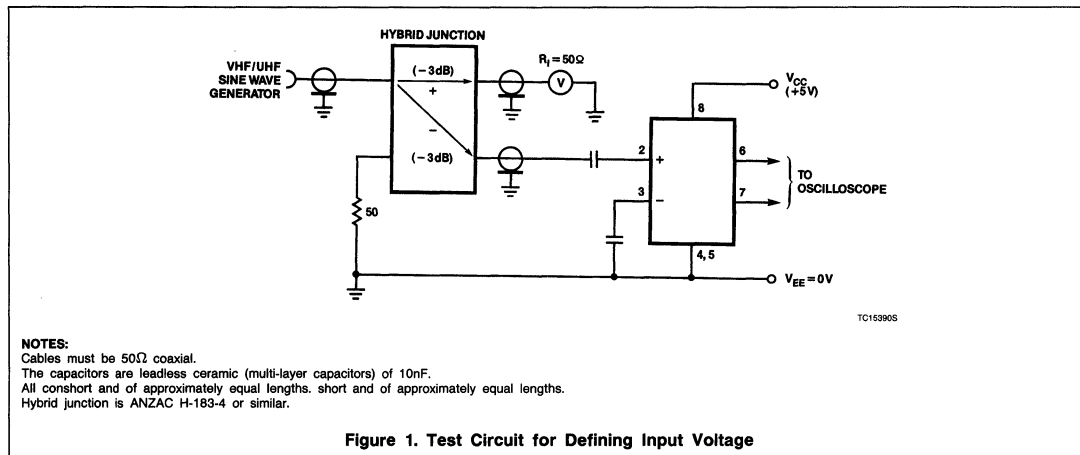 HYBRID JUNCTION
VHF/UHF
SINE WAVE
GENERATOR
(−3dB)
+
−
(−3dB)
R_I = 50Ω
V
50
2
+
3
−
8
V_CC
(+5V)
6
7
TO
OSCILLOSCOPE
4, 5
V_EE = 0V
TC15390S
NOTES:
Cables must be 50Ω coaxial.
The capacitors are leadless ceramic (multi-layer capacitors) of 10nF.
All conshort and of approximately equal lengths. short and of approximately equal lengths.
Hybrid junction is ANZAC H-183-4 or similar.
Figure 1. Test Circuit for Defining Input Voltage